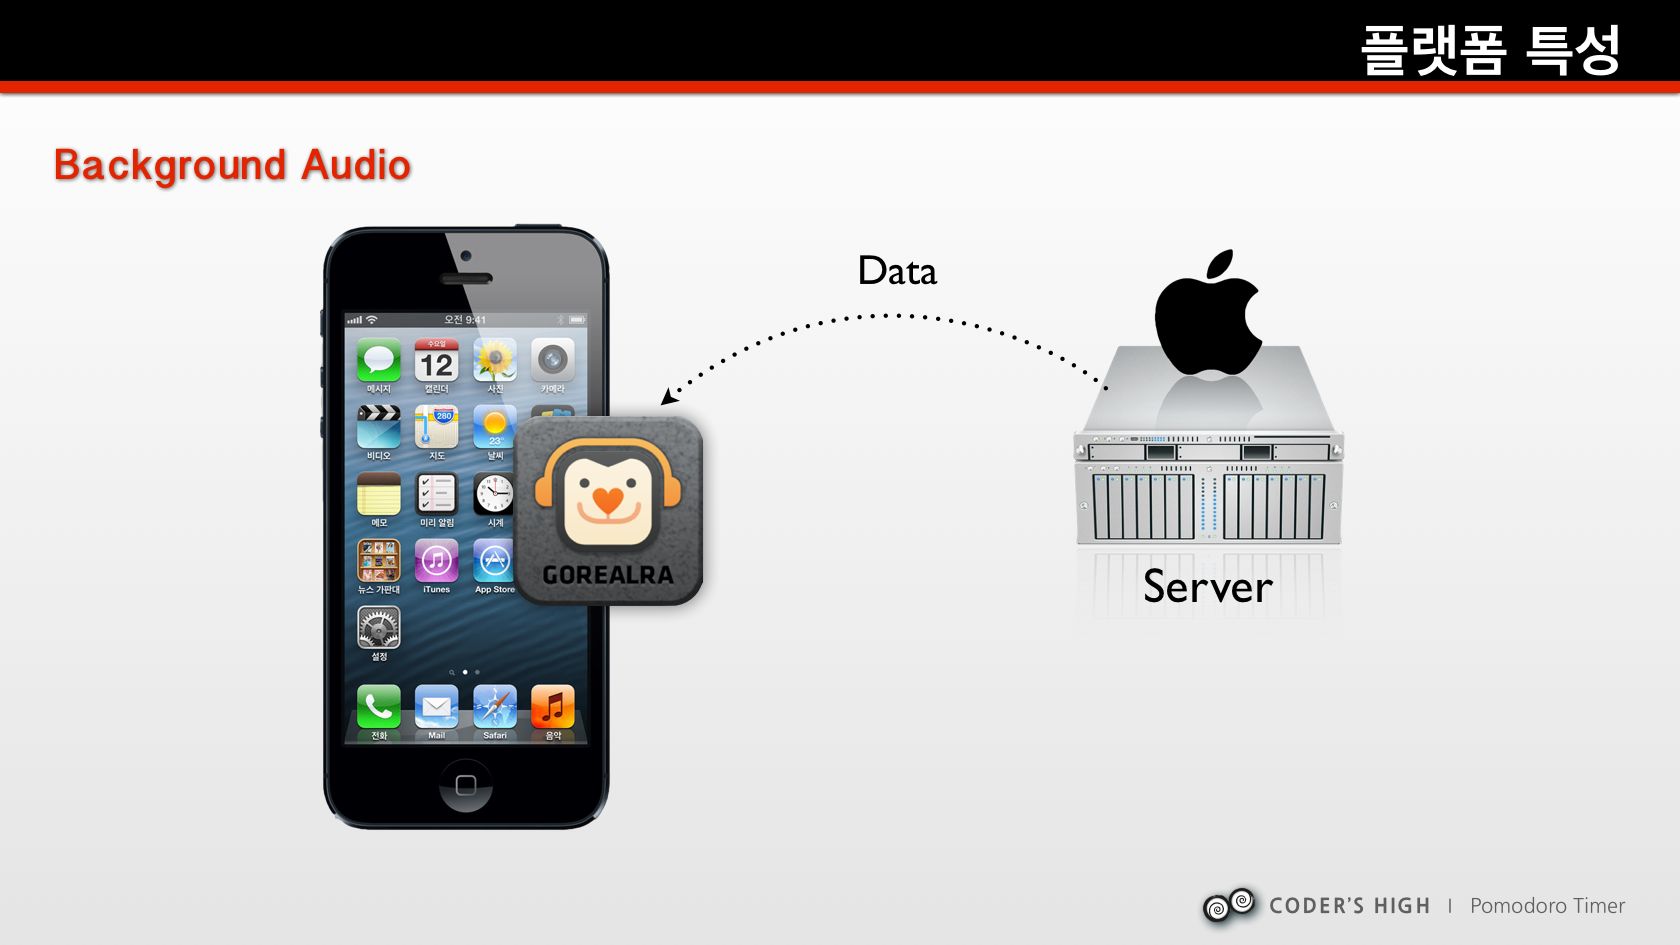 플랫폼 특성
Background Audio
Data
오전 9:41
수요일
12
메시지
캘린더
사진
카메라
280
23°
비디오
지도
날씨
메모
미리 알림
시계
GOREALRA
뉴스 가판대
iTunes
App Store
설정
전화
Mail
Safari
음악
Server
CODER'S HIGH | Pomodoro Timer